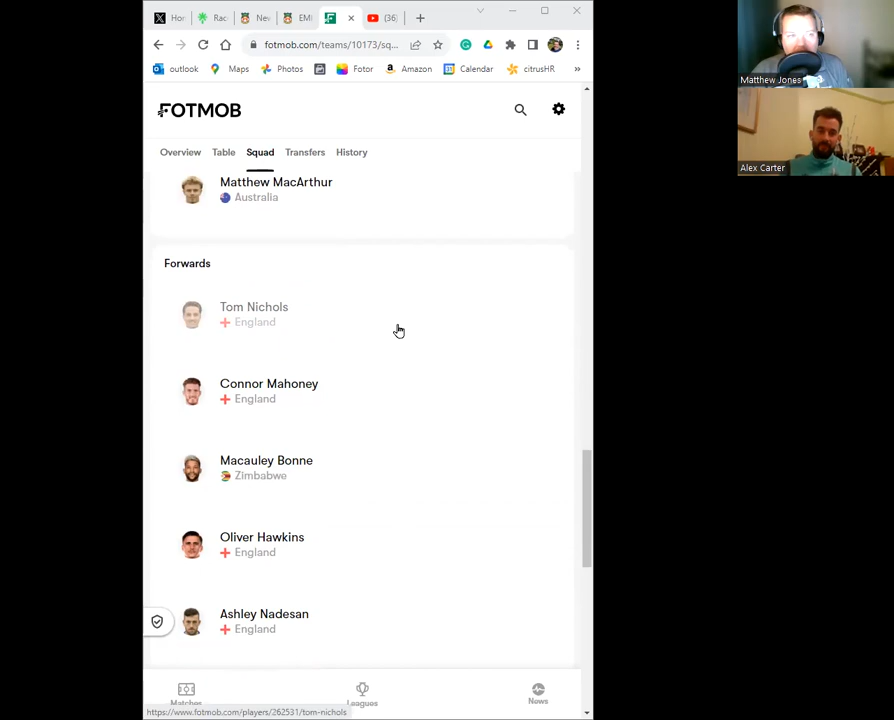 Hor
Rac
Nev
EMI
(36)
fotmob.com/teams/10173/sq...
outlook
Maps
Photos
Fotor
Amazon
Calendar
citrusHR
»
FOTMOB
Overview
Table
Squad
Transfers
History
Matthew MacArthur
Australia
Forwards
Tom Nichols
England
Connor Mahoney
England
Macauley Bonne
Zimbabwe
Oliver Hawkins
England
Ashley Nadesan
England
Matches
Leagues
News
https://www.fotmob.com/players/262531/tom-nichols
Matthew Jones
Alex Carter